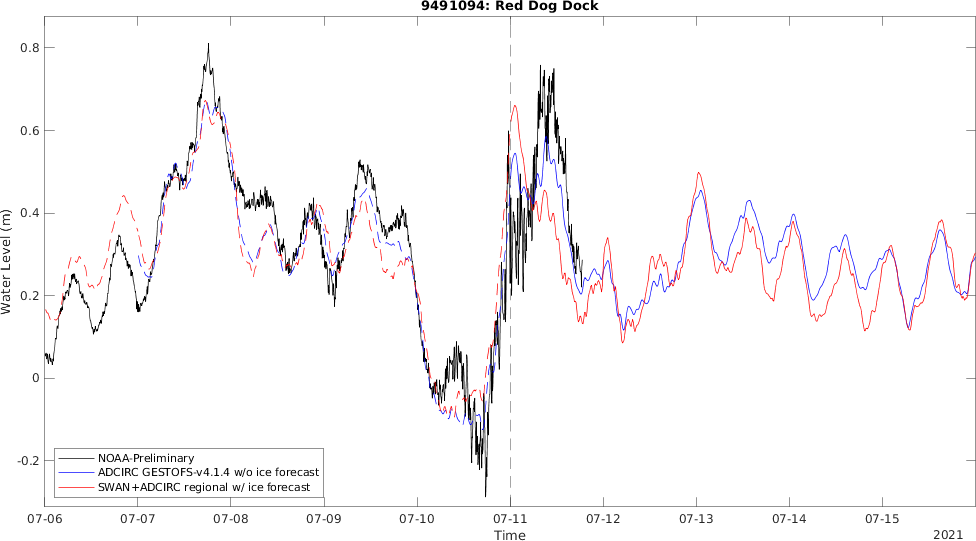 9491094: Red Dog Dock
Water Level (m)
0.8
0.6
0.4
0.2
0
-0.2
NOAA-Preliminary
ADCIRC GESTOFS-v4.1.4 w/o ice forecast
SWAN+ADCIRC regional w/ ice forecast
07-06 07-07 07-08 07-09 07-10 07-11 07-12 07-13 07-14 07-15
Time
2021